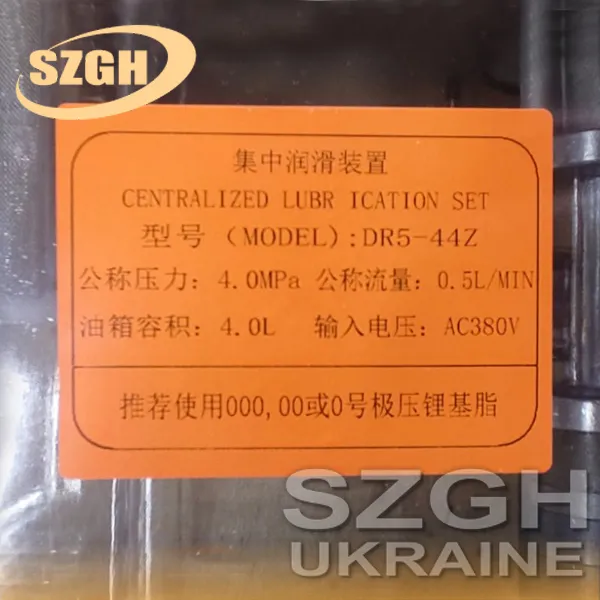 SZGH
集中润滑装置
CENTRALIZED LUBR ICATION SET
型号（MODEL）:DR5-44Z
公称压力：4.0MPa 公称流量：0.5L/MIN
油箱容积：4.0L 输入电压：AC380V
推荐使用000,00或0号极压锂基脂
SZGH
UKRAINE